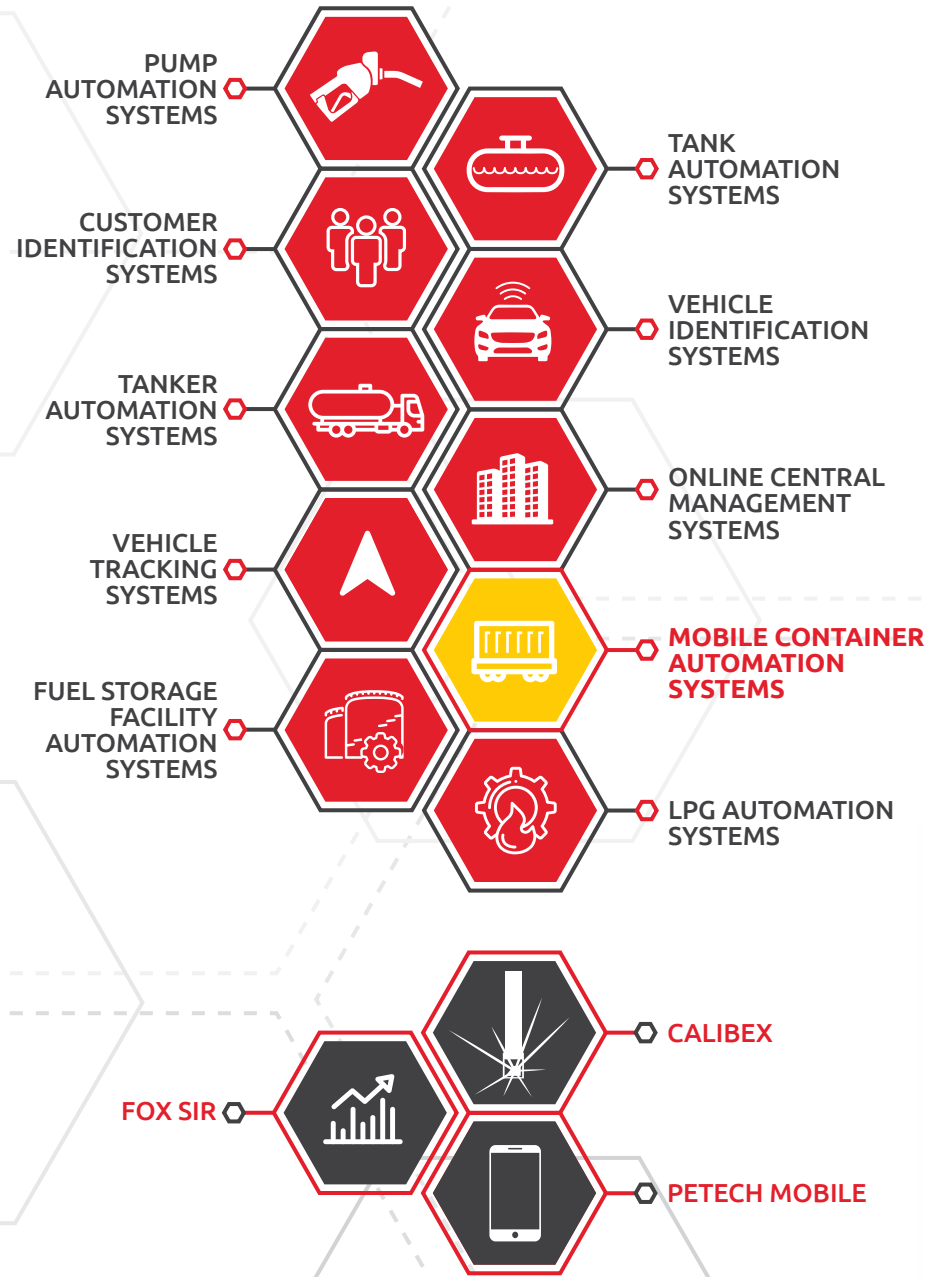 PUMP
AUTOMATION
SYSTEMS
TANK
AUTOMATION
SYSTEMS
CUSTOMER
IDENTIFICATION
SYSTEMS
VEHICLE
IDENTIFICATION
SYSTEMS
TANKER
AUTOMATION
SYSTEMS
ONLINE CENTRAL
MANAGEMENT
SYSTEMS
VEHICLE
TRACKING
SYSTEMS
MOBILE CONTAINER
AUTOMATION
SYSTEMS
FUEL STORAGE
FACILITY
AUTOMATION
SYSTEMS
LPG AUTOMATION
SYSTEMS
CALIBEX
FOX SIR
PETECH MOBILE